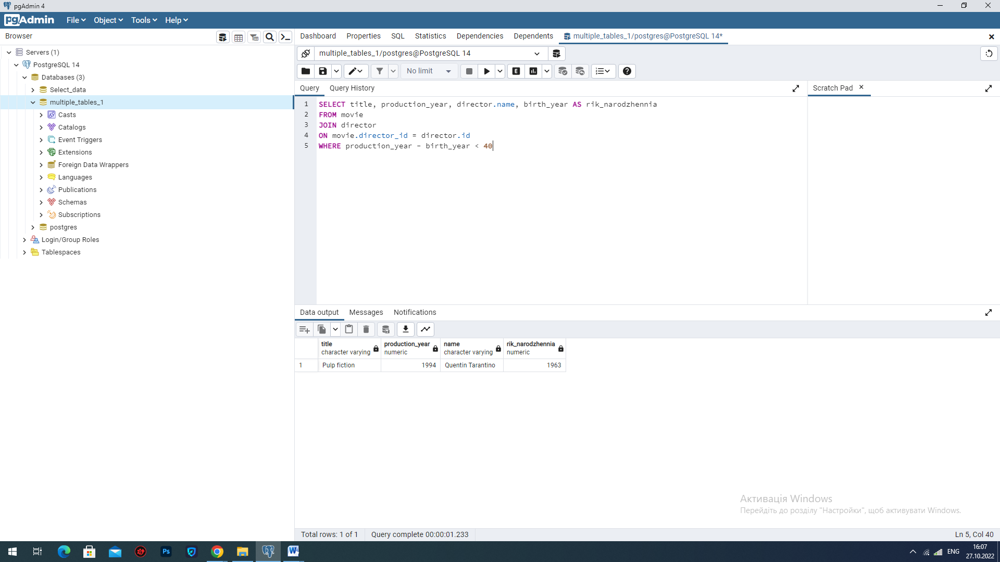 pgAdmin 4
pgAdmin File Object Tools Help
Browser
Servers (1)
PostgreSQL 14
Databases (3)
Select_data
multiple_tables_1
Casts
Catalogs
Event Triggers
Extensions
Foreign Data Wrappers
Languages
Publications
Schemas
Subscriptions
postgres
Login/Group Roles
Tablespaces
Dashboard Properties SQL Statistics Dependencies Dependents multiple_tables_1/postgres@PostgreSQL 14*
multiple_tables_1/postgres@PostgreSQL 14
No limit
E
Query Query History
Scratch Pad
1 SELECT title, production_year, director.name, birth_year AS rik_narodzhennia
2 FROM movie
3 JOIN director
4 ON movie.director_id = director.id
5 WHERE production_year - birth_year < 40
Data output Messages Notifications
title production_year name rik_narodzhennia
character varying numeric character varying numeric
1 Pulp fiction 1994 Quentin Tarantino 1963
Активація Windows
Перейдіть до розділу "Настройки", щоб активувати Windows.
Total rows: 1 of 1 Query complete 00:00:01.233 Ln 5, Col 40
Ps
W
ENG
16:07
27.10.2022